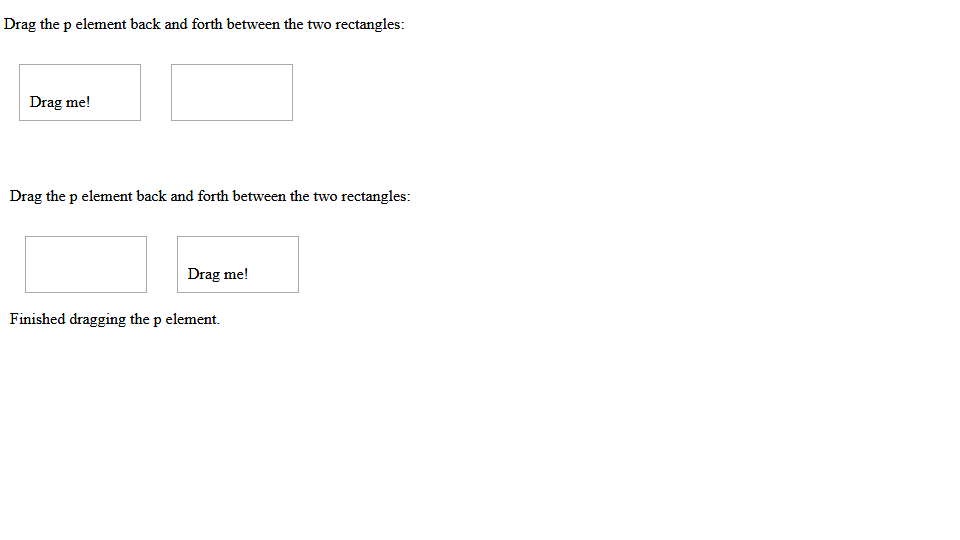 Drag the p element back and forth between the two rectangles:
Drag me!
Drag the p element back and forth between the two rectangles:
Drag me!
Finished dragging the p element.